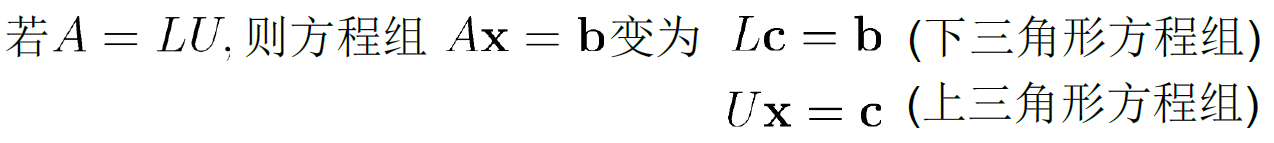 若A = LU, 则方程组 Ax = b变为 Lc = b (下三角形方程组)
Ux = c (上三角形方程组)